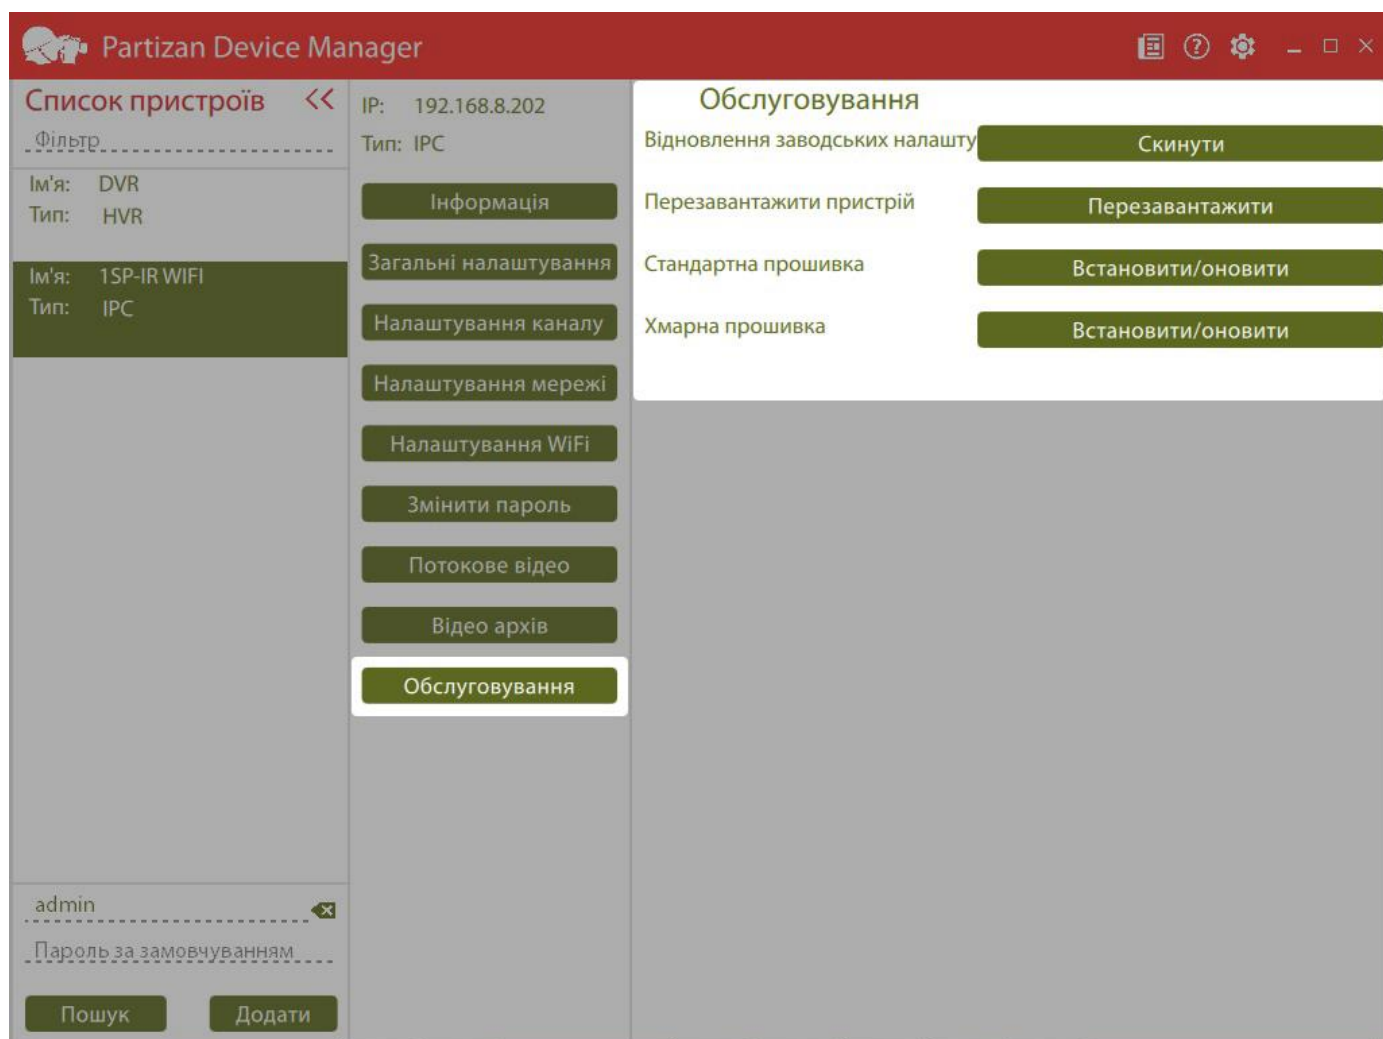 Partizan Device Manager
Список пристроїв <<
Фільтр
Ім'я: DVR
Тип: HVR
Ім'я: 1SP-IR WIFI
Тип: IPC
admin
Пароль за замовчуванням
Пошук Додати
IP: 192.168.8.202
Тип: IPC
Інформація
Загальні налаштування
Налаштування каналу
Налаштування мережі
Налаштування WiFi
Змінити пароль
Потокове відео
Відео архів
Обслуговування
Обслуговування
Відновлення заводських налашту Скинути
Перезавантажити пристрій Перезавантажити
Стандартна прошивка Встановити/оновити
Хмарна прошивка Встановити/оновити